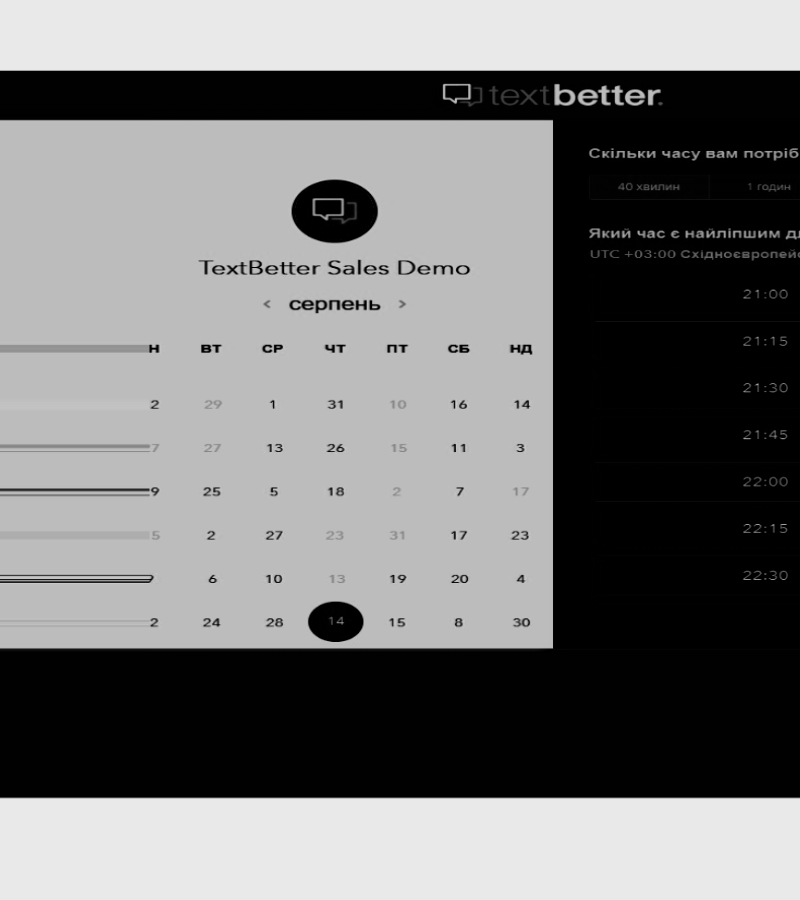 textbetter.
TextBetter Sales Demo
< серпень >
Н ВТ СР ЧТ ПТ СБ НД
2 29 1 31 10 16 14
7 27 13 26 15 11 3
9 25 5 18 2 7 17
5 2 27 23 31 17 23
6 10 13 19 20 4
2 24 28 14 15 8 30
Скільки часу вам потріб
40 хвилин 1 годин
Який час є найліпшим
UTC +03:00 Східноєвропей
21:00
21:15
21:30
21:45
22:00
22:15
22:30